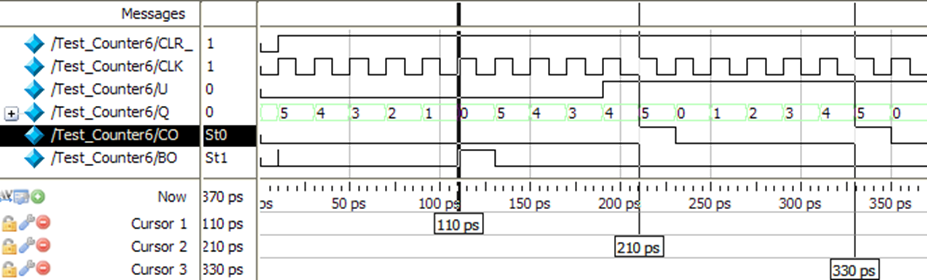 Messages
/Test_Counter6/CLR_ 1
/Test_Counter6/CLK 1
/Test_Counter6/U 0
/Test_Counter6/Q 0 5 4 3 2 1 0 5 4 3 4 5 0 1 2 3 4 5 0
/Test_Counter6/CO St0
/Test_Counter6/BO St1
Now 370 ps ps 50 ps 100 ps 150 ps 200 ps 250 ps 300 ps 350 ps
Cursor 1 110 ps 110 ps
Cursor 2 210 ps 210 ps
Cursor 3 330 ps 330 ps